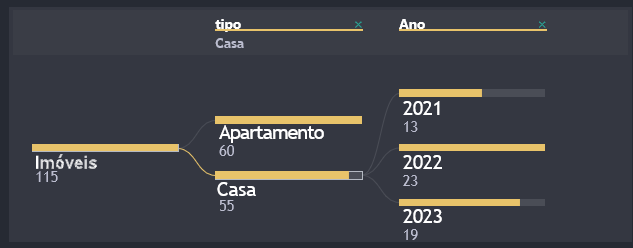 tipo × Ano ×
Casa
2021
13
Apartamento
60
Imóveis
115
2022
23
Casa
55
2023
19